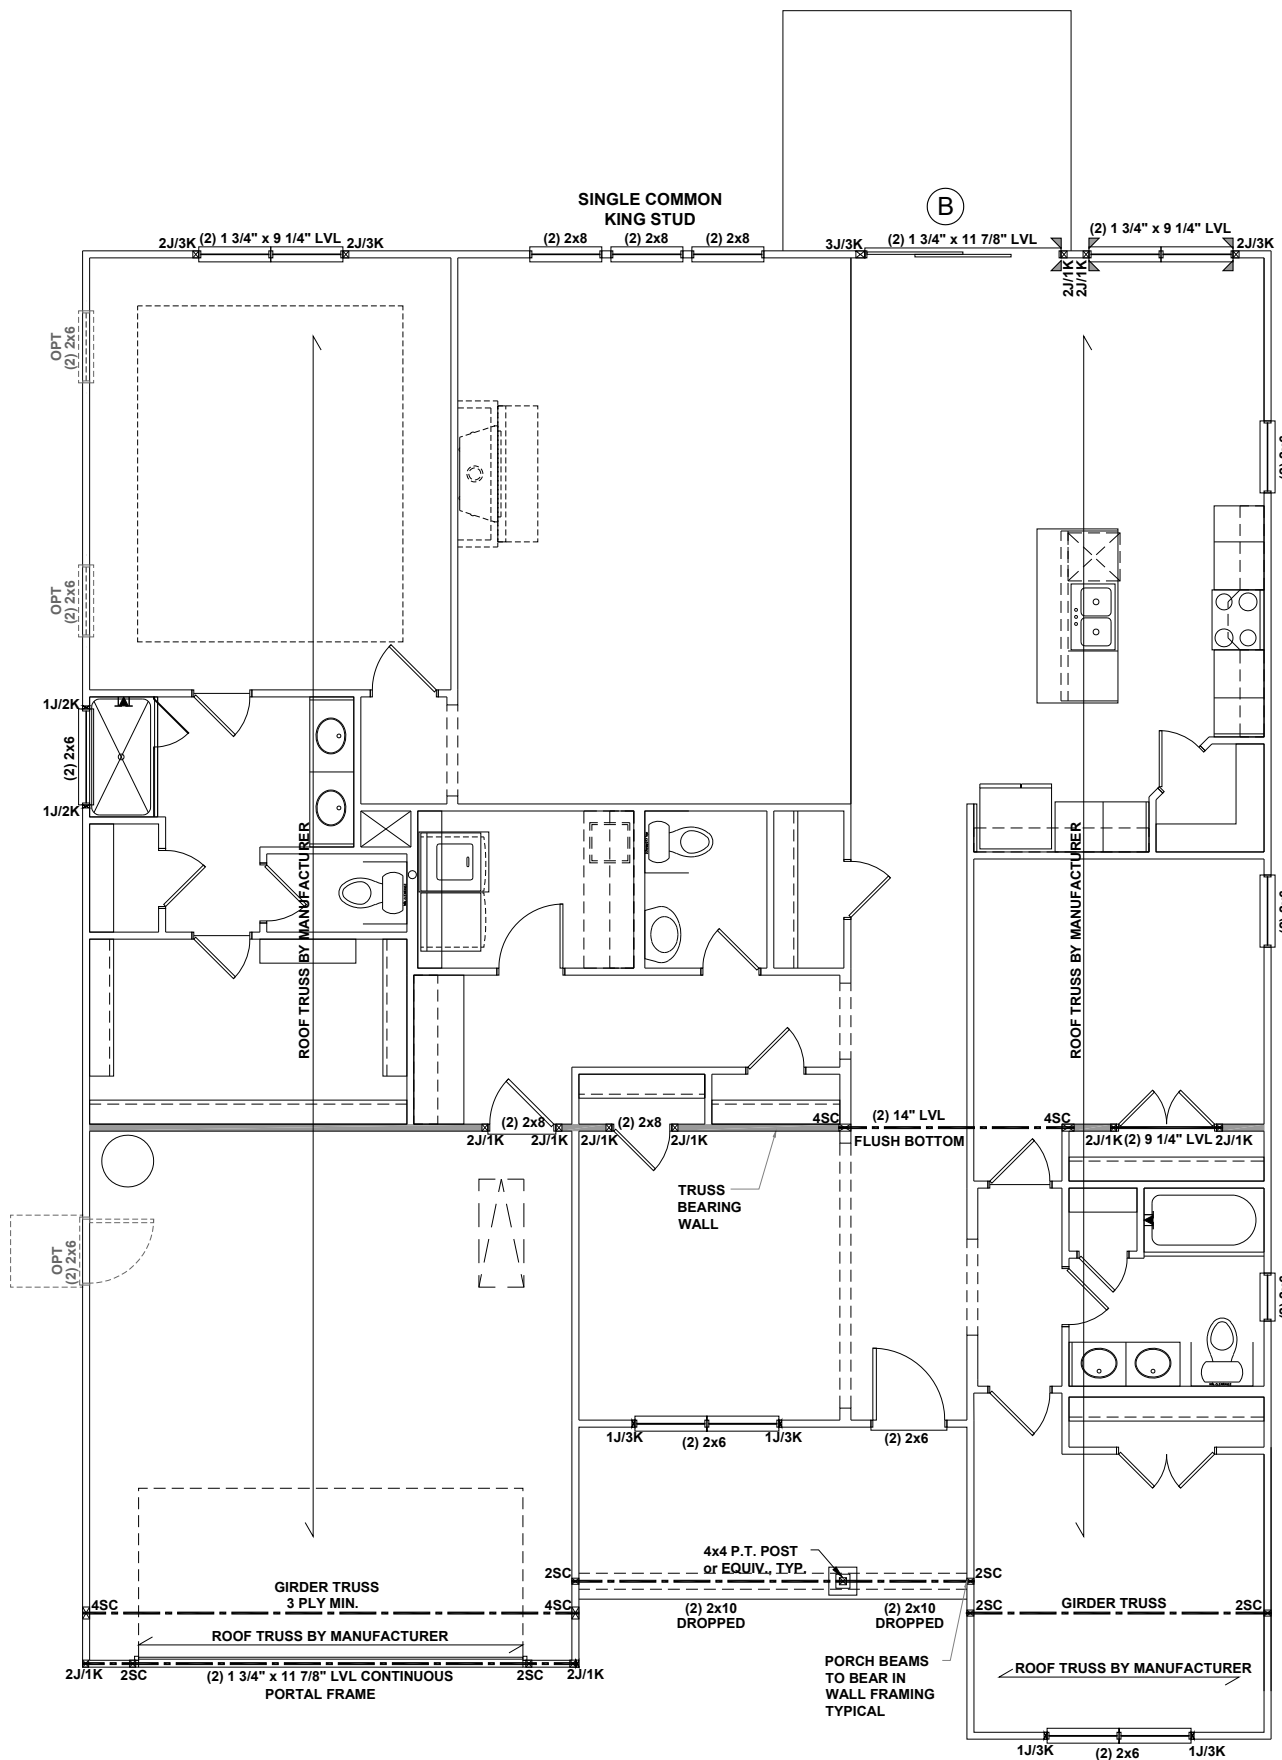 SINGLE COMMON
KING STUD
B
2J/3K
(2) 1 3/4" x 9 1/4" LVL
2J/3K
(2) 2x8
(2) 2x8
(2) 2x8
3J/3K
(2) 1 3/4" x 11 7/8" LVL
(2) 1 3/4" x 9 1/4" LVL
2J/3K
2J/1K
2J/1K
OPT
(2) 2x6
OPT
(2) 2x6
1J/2K
(2) 2x6
1J/2K
ROOF TRUSS BY MANUFACTURER
ROOF TRUSS BY MANUFACTURER
2J/1K
(2) 2x8
2J/1K
2J/1K
(2) 2x8
2J/1K
4SC
(2) 14" LVL
FLUSH BOTTOM
4SC
2J/1K
(2) 9 1/4" LVL
2J/1K
TRUSS
BEARING
WALL
OPT
(2) 2x6
1J/3K
(2) 2x6
1J/3K
(2) 2x6
4x4 P.T. POST
or EQUIV., TYP.
2SC
2SC
(2) 2x10
DROPPED
(2) 2x10
DROPPED
GIRDER TRUSS
3 PLY MIN.
4SC
4SC
2SC
GIRDER TRUSS
2SC
ROOF TRUSS BY MANUFACTURER
2J/1K
2SC
(2) 1 3/4" x 11 7/8" LVL CONTINUOUS
2SC
2J/1K
PORTAL FRAME
PORCH BEAMS
TO BEAR IN
WALL FRAMING
TYPICAL
ROOF TRUSS BY MANUFACTURER
1J/3K
(2) 2x6
1J/3K